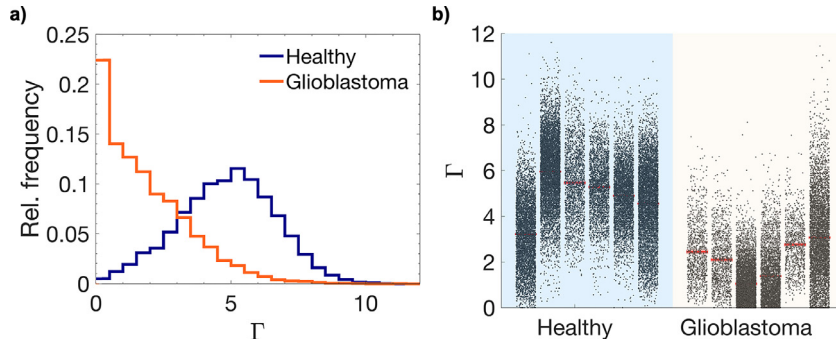 a)
Rel. frequency
0.25
0.2
0.15
0.1
0.05
0
Healthy
Glioblastoma
0 5 10
Γ
b)
Γ
12
10
8
6
4
2
0
Healthy Glioblastoma